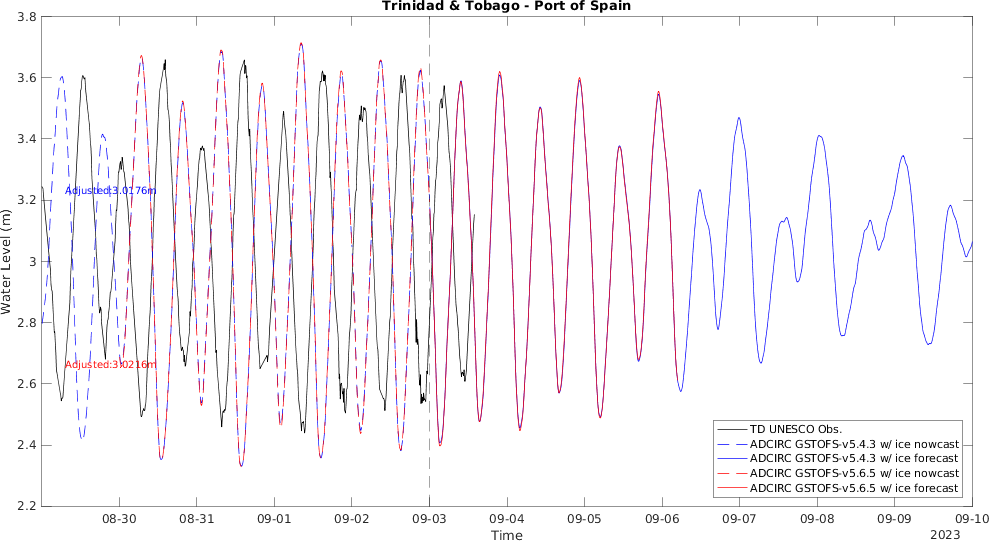 Trinidad & Tobago - Port of Spain
3.8
3.6
3.4
3.2
3
2.8
2.6
2.4
2.2
Water Level (m)
Adjusted:3.0176m
Adjusted:3.0216m
TD UNESCO Obs.
ADCIRC GSTOFS-v5.4.3 w/ ice nowcast
ADCIRC GSTOFS-v5.4.3 w/ ice forecast
ADCIRC GSTOFS-v5.6.5 w/ ice nowcast
ADCIRC GSTOFS-v5.6.5 w/ ice forecast
08-30 08-31 09-01 09-02 09-03 09-04 09-05 09-06 09-07 09-08 09-09 09-10
Time
2023